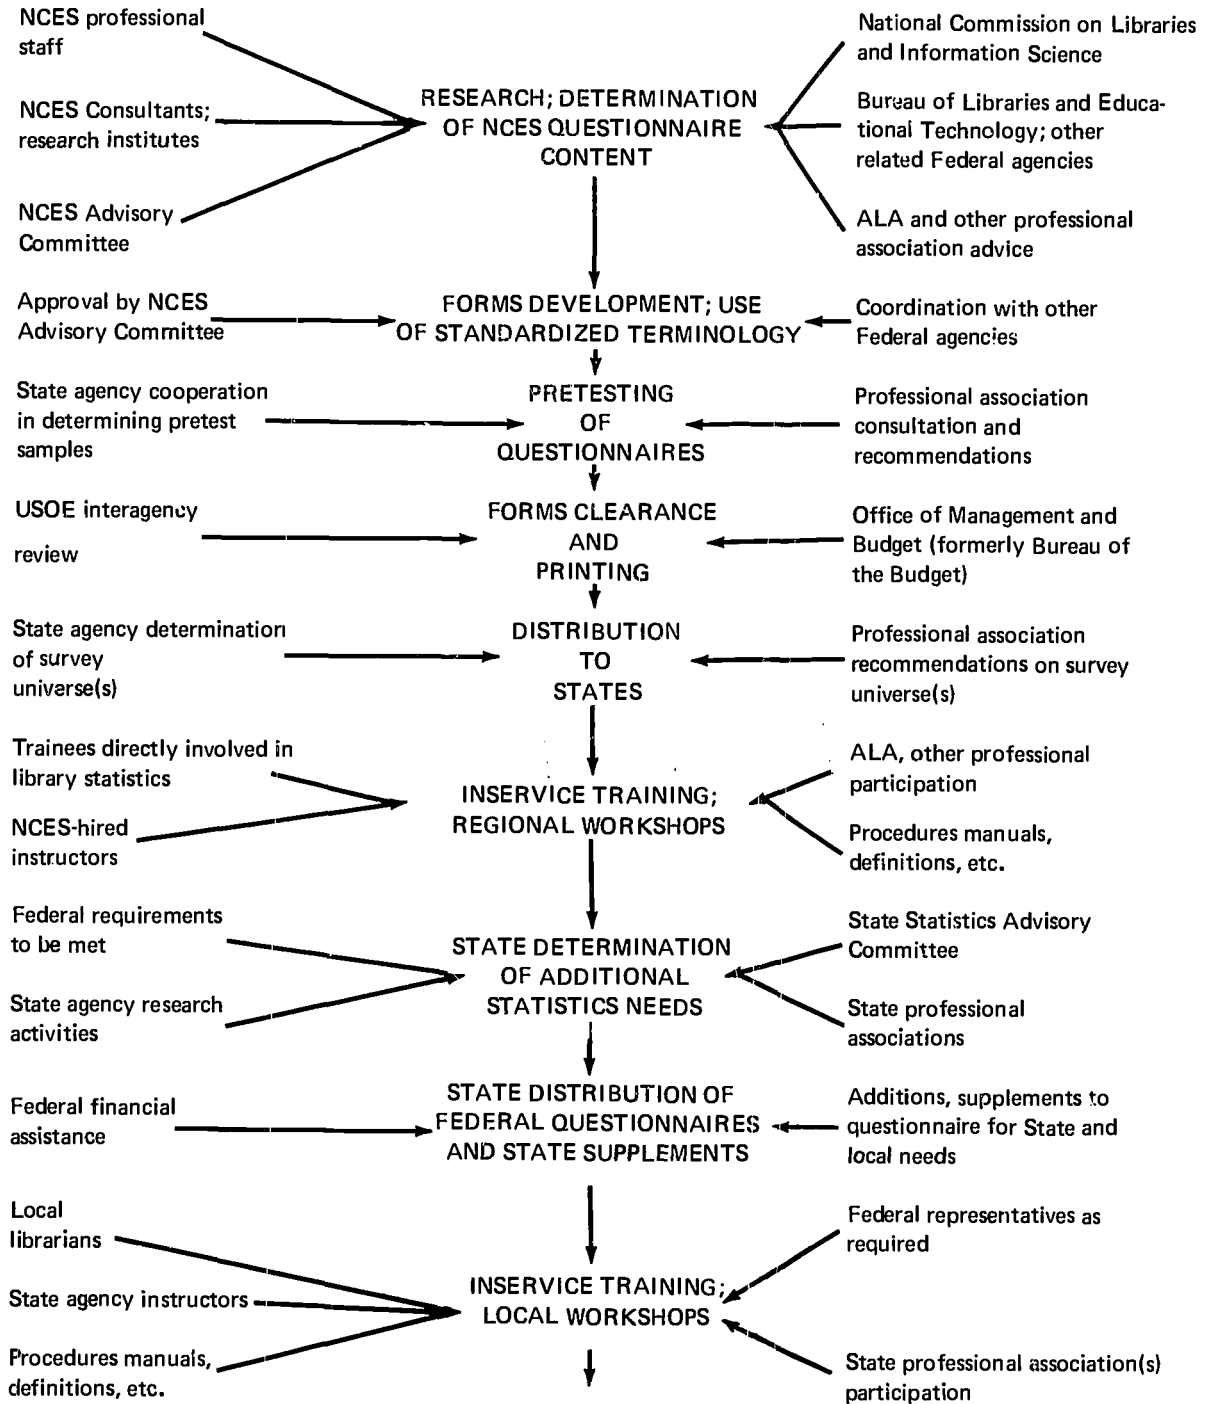 NCES professional
staff
NCES Consultants;
research institutes
NCES Advisory
Committee
RESEARCH; DETERMINATION
OF NCES QUESTIONNAIRE
CONTENT
National Commission on Libraries
and Information Science
Bureau of Libraries and Educa-
tional Technology; other
related Federal agencies
ALA and other professional
association advice
Approval by NCES
Advisory Committee
FORMS DEVELOPMENT; USE
OF STANDARDIZED TERMINOLOGY
Coordination with other
Federal agencies
State agency cooperation
in determining pretest
samples
PRETESTING
OF
QUESTIONNAIRES
Professional association
consultation and
recommendations
USOE interagency
review
FORMS CLEARANCE
AND
PRINTING
Office of Management and
Budget (formerly Bureau of
the Budget)
State agency determination
of survey
universe(s)
DISTRIBUTION
TO
STATES
Professional association
recommendations on survey
universe(s)
Trainees directly involved in
library statistics
NCES-hired
instructors
INSERVICE TRAINING;
REGIONAL WORKSHOPS
ALA, other professional
participation
Procedures manuals,
definitions, etc.
Federal requirements
to be met
State agency research
activities
STATE DETERMINATION
OF ADDITIONAL
STATISTICS NEEDS
State Statistics Advisory
Committee
State professional
associations
Federal financial
assistance
STATE DISTRIBUTION OF
FEDERAL QUESTIONNAIRES
AND STATE SUPPLEMENTS
Additions, supplements to
questionnaire for State and
local needs
Local
librarians
State agency instructors
Procedures manuals,
definitions, etc.
INSERVICE TRAINING;
LOCAL WORKSHOPS
Federal representatives as
required
State professional association(s)
participation